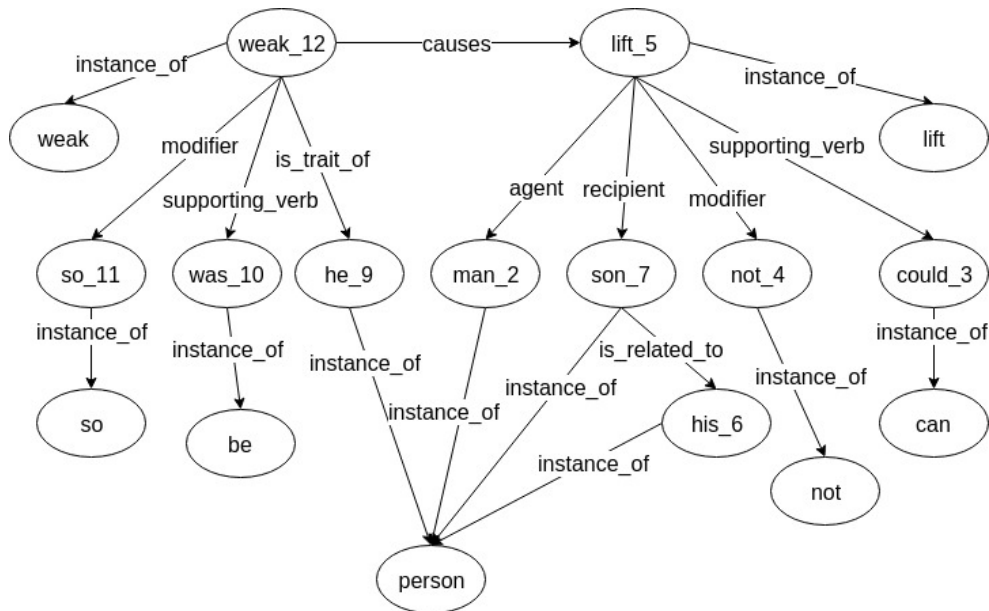 weak_12 causes lift_5
instance_of instance_of
weak modifier supporting_verb lift
is_trait_of
agent recipient modifier
supporting_verb
so_11 was_10 he_9 man_2 son_7 not_4 could_3
instance_of instance_of instance_of is_related_to instance_of
instance_of instance_of instance_of
so be his_6 can
instance_of
not
person